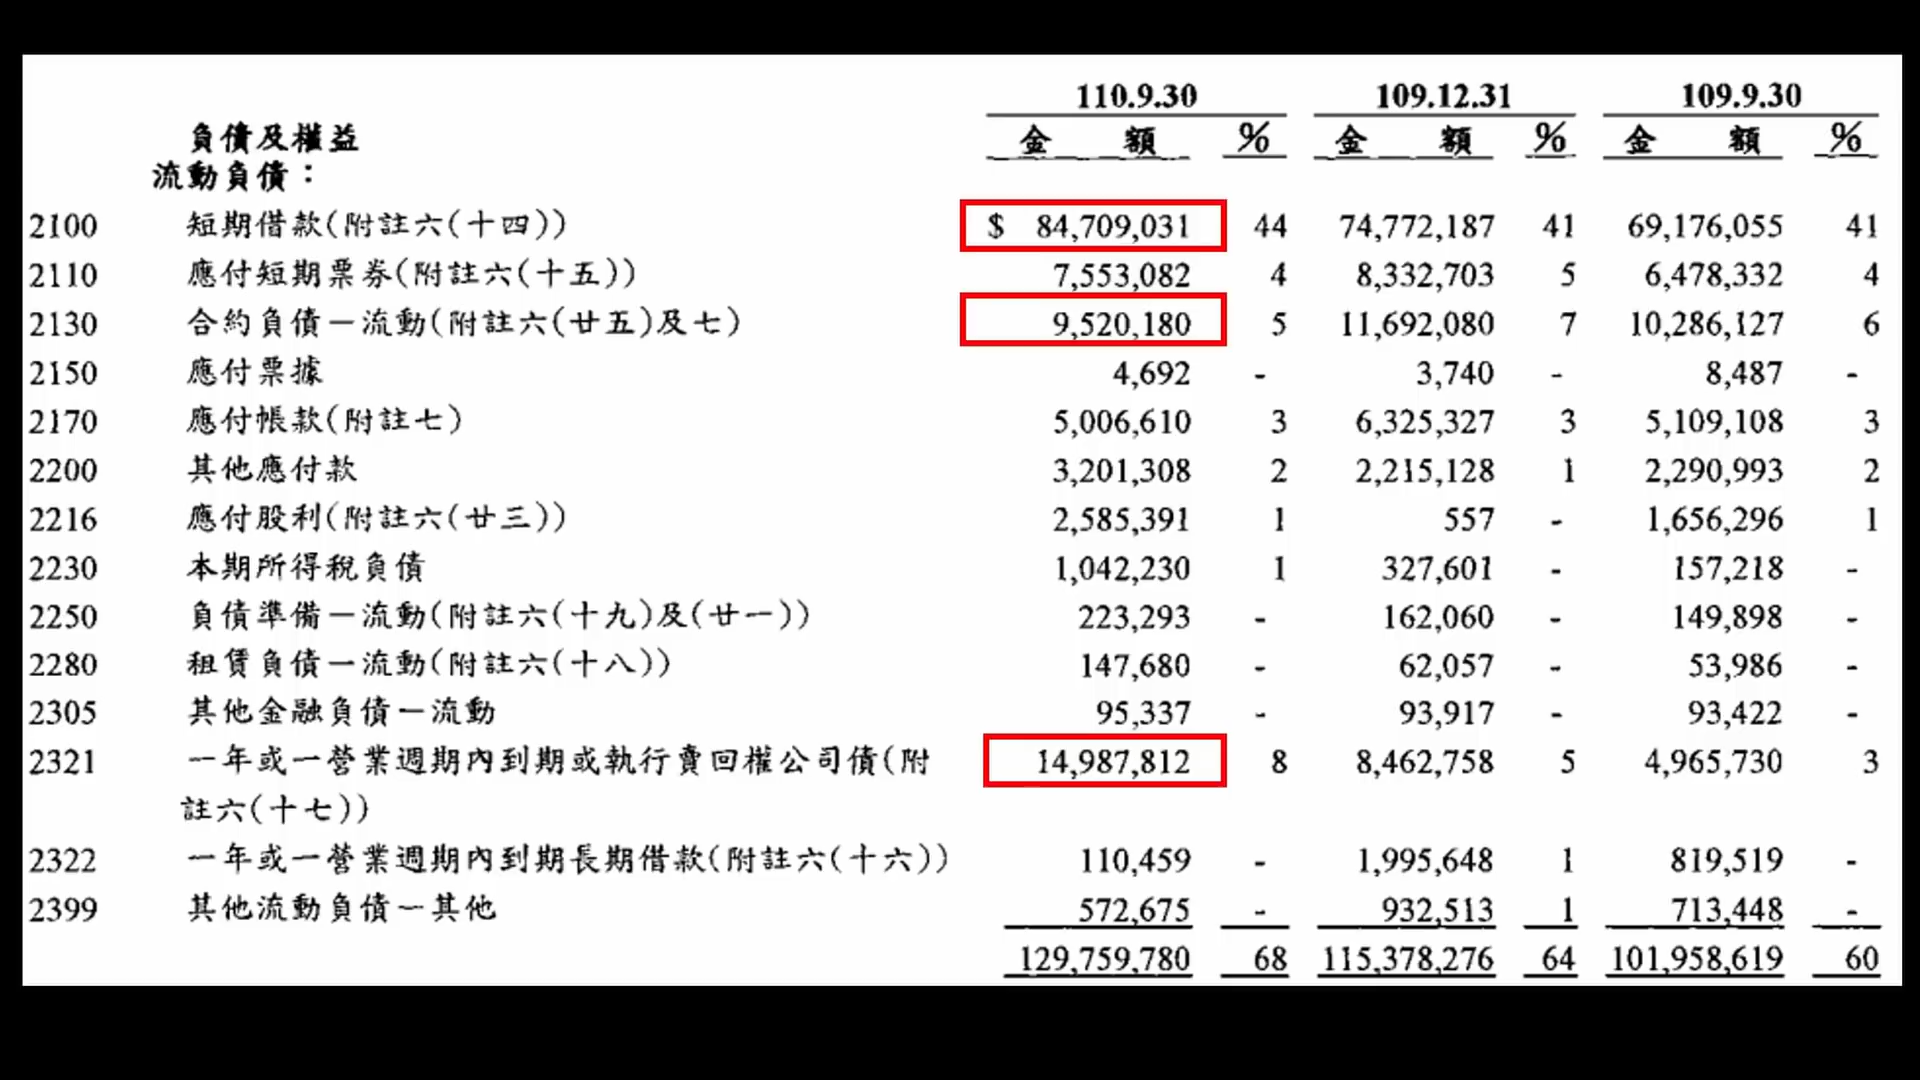 110.9.30 109.12.31 109.9.30
負債及權益 金 額 % 金 額 % 金 額 %
流動負債：
2100 短期借款(附註六(十四)) $ 84,709,031 44 74,772,187 41 69,176,055 41
2110 應付短期票券(附註六(十五)) 7,553,082 4 8,332,703 5 6,478,332 4
2130 合約負債－流動(附註六(廿五)及七) 9,520,180 5 11,692,080 7 10,286,127 6
2150 應付票據 4,692 - 3,740 - 8,487 -
2170 應付帳款(附註七) 5,006,610 3 6,325,327 3 5,109,108 3
2200 其他應付款 3,201,308 2 2,215,128 1 2,290,993 2
2216 應付股利(附註六(廿三)) 2,585,391 1 557 - 1,656,296 1
2230 本期所得稅負債 1,042,230 1 327,601 - 157,218 -
2250 負債準備－流動(附註六(十九)及(廿一)) 223,293 - 162,060 - 149,898 -
2280 租賃負債－流動(附註六(十八)) 147,680 - 62,057 - 53,986 -
2305 其他金融負債－流動 95,337 - 93,917 - 93,422 -
2321 一年或一營業週期內到期或執行賣回權公司債(附 14,987,812 8 8,462,758 5 4,965,730 3
註六(十七))
2322 一年或一營業週期內到期長期借款(附註六(十六)) 110,459 - 1,995,648 1 819,519 -
2399 其他流動負債－其他 572,675 - 932,513 1 713,448 -
129,759,780 68 115,378,276 64 101,958,619 60